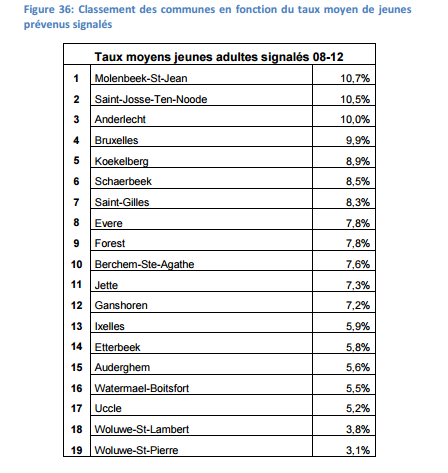 Figure 36: Classement des communes en fonction du taux moyen de jeunes
prévenus signalés
Taux moyens jeunes adultes signalés 08-12
1 Molenbeek-St-Jean 10,7%
2 Saint-Josse-Ten-Noode 10,5%
3 Anderlecht 10,0%
4 Bruxelles 9,9%
5 Koekelberg 8,9%
6 Schaerbeek 8,5%
7 Saint-Gilles 8,3%
8 Evere 7,8%
9 Forest 7,8%
10 Berchem-Ste-Agathe 7,6%
11 Jette 7,3%
12 Ganshoren 7,2%
13 Ixelles 5,9%
14 Etterbeek 5,8%
15 Auderghem 5,6%
16 Watermael-Boitsfort 5,5%
17 Uccle 5,2%
18 Woluwe-St-Lambert 3,8%
19 Woluwe-St-Pierre 3,1%